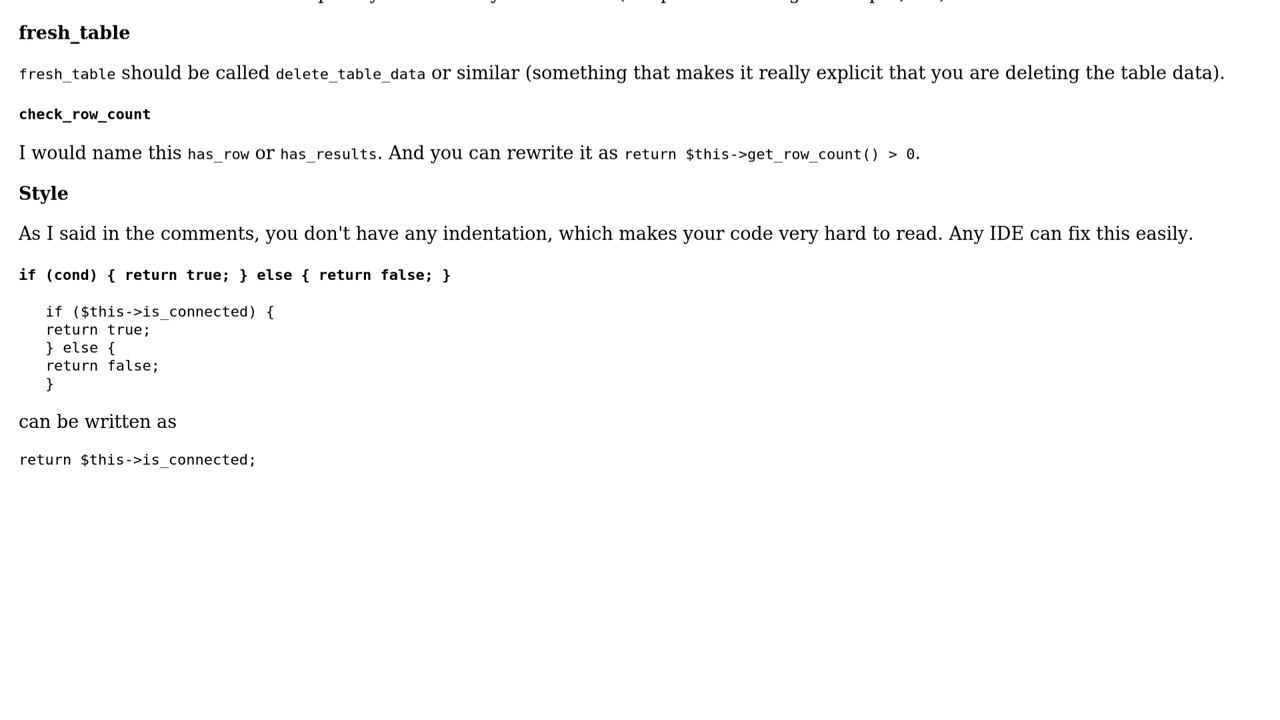 fresh_table
fresh_table should be called delete_table_data or similar (something that makes it really explicit that you are deleting the table data).
check_row_count
I would name this has_row or has_results. And you can rewrite it as return $this->get_row_count() > 0.
Style
As I said in the comments, you don't have any indentation, which makes your code very hard to read. Any IDE can fix this easily.
if (cond) { return true; } else { return false; }
if ($this->is_connected) {
return true;
} else {
return false;
}
can be written as
return $this->is_connected;